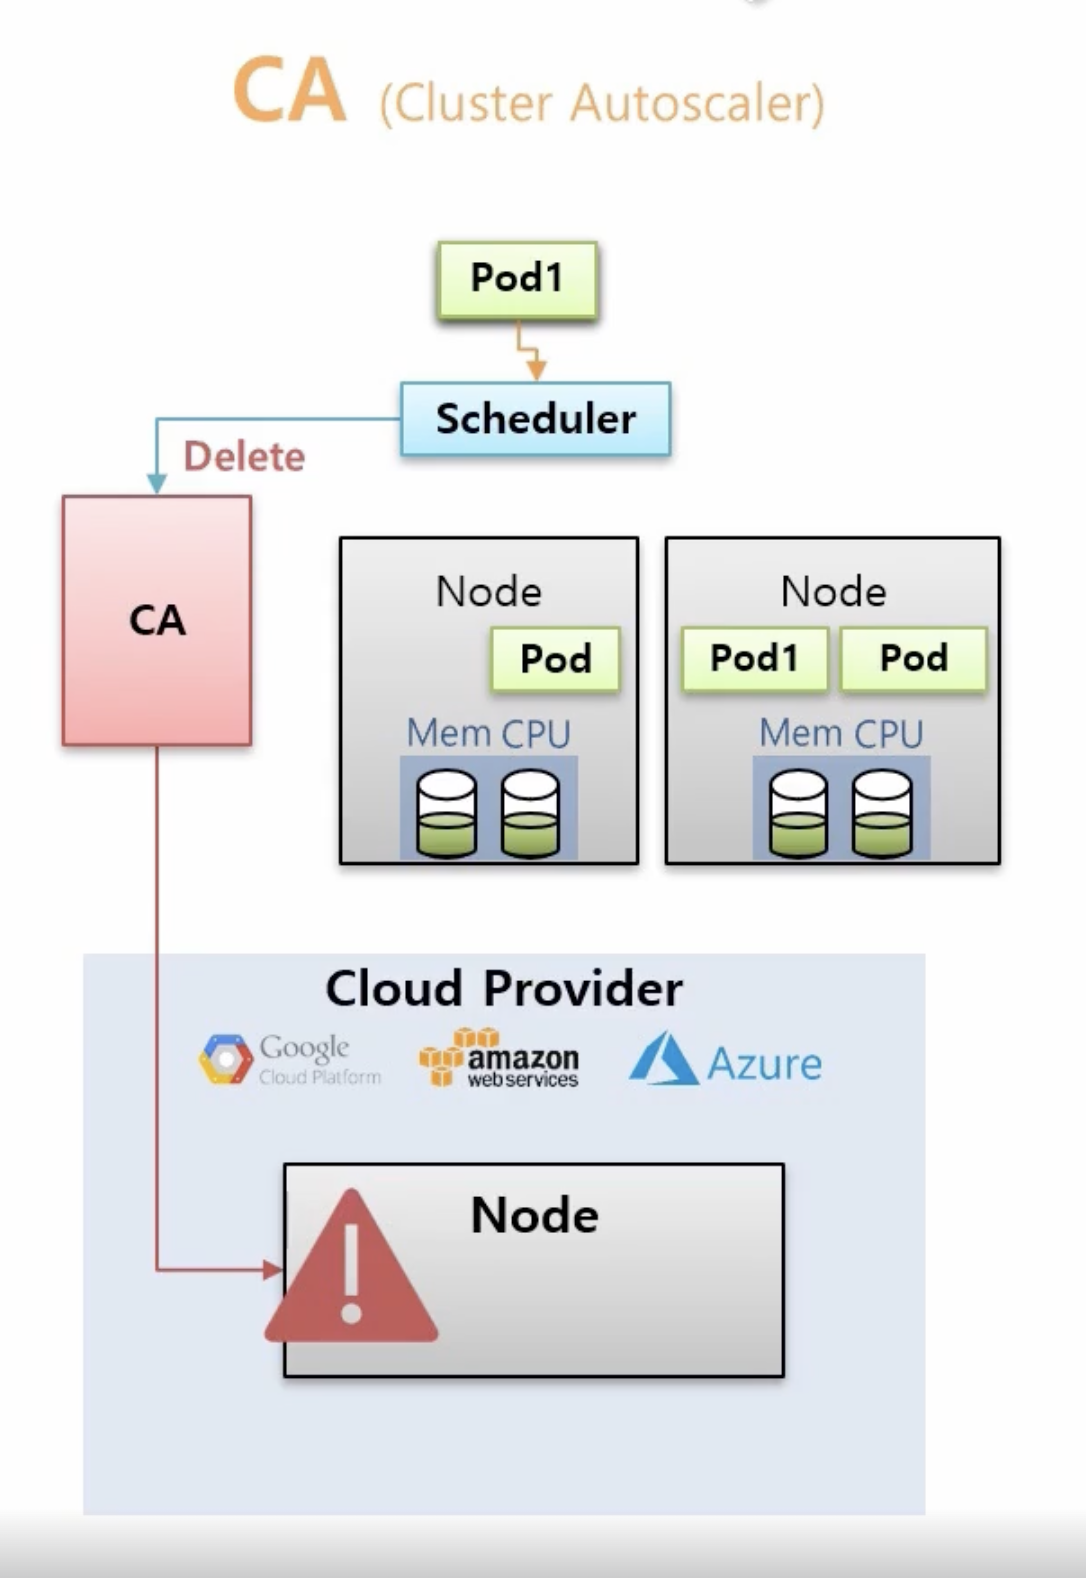 CA (Cluster Autoscaler)
Pod1
Scheduler
Delete
CA
Node
Pod
Mem CPU
Node
Pod1 Pod
Mem CPU
Cloud Provider
Google
Cloud Platform
amazon
web services
Azure
Node